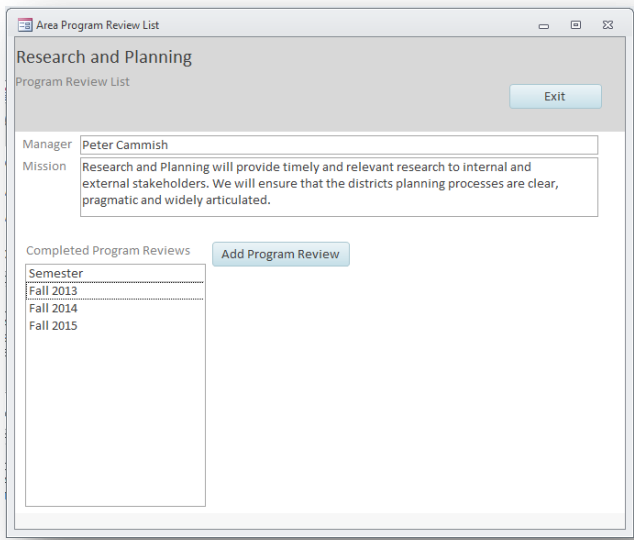 Area Program Review List
Research and Planning
Program Review List
Exit
Manager Peter Cammish
Mission Research and Planning will provide timely and relevant research to internal and
external stakeholders. We will ensure that the districts planning processes are clear,
pragmatic and widely articulated.
Completed Program Reviews Add Program Review
Semester
Fall 2013
Fall 2014
Fall 2015